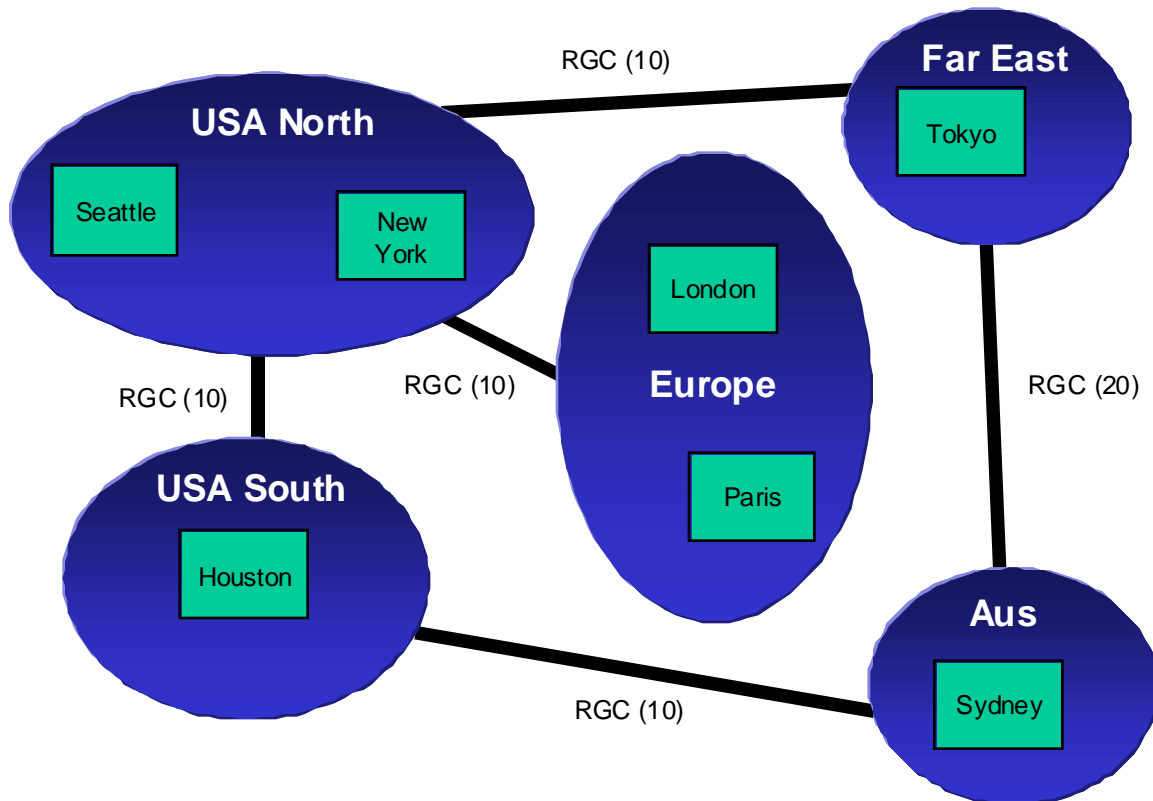 RGC (10)
Far East
Tokyo
USA North
Seattle
New
York
London
Europe
Paris
RGC (10)
RGC (10)
RGC (20)
USA South
Houston
RGC (10)
Aus
Sydney